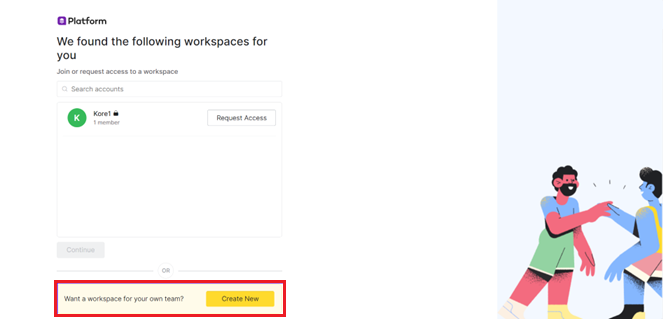 Platform
We found the following workspaces for
you
Join or request access to a workspace
Search accounts
K
Kore1
1 member
Request Access
Continue
OR
Want a workspace for your own team?
Create New